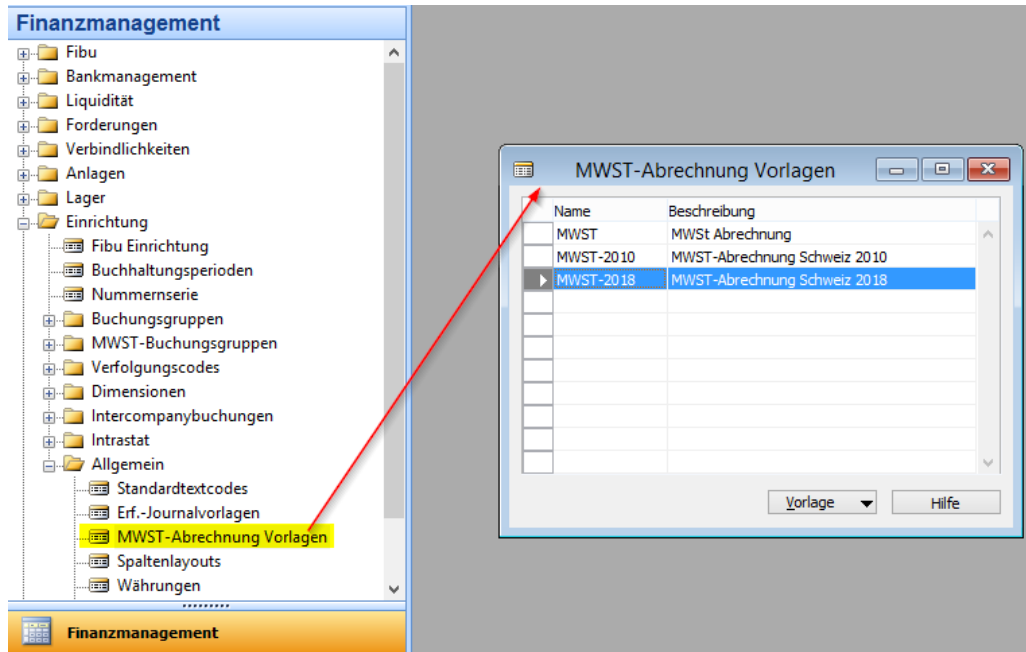 Finanzmanagement
Fibu
Bankmanagement
Liquidität
Forderungen
Verbindlichkeiten
Anlagen
Lager
Einrichtung
Fibu Einrichtung
Buchhaltungsperioden
Nummernserie
Buchungsgruppen
MWST-Buchungsgruppen
Verfolgungscodes
Dimensionen
Intercompanybuchungen
Intrastat
Allgemein
Standardtextcodes
Erf.-Journalvorlagen
MWST-Abrechnung Vorlagen
Spaltenlayouts
Währungen
Finanzmanagement
MWST-Abrechnung Vorlagen
Name Beschreibung
MWST MWSt Abrechnung
MWST-2010 MWST-Abrechnung Schweiz 2010
MWST-2018 MWST-Abrechnung Schweiz 2018
Vorlage Hilfe